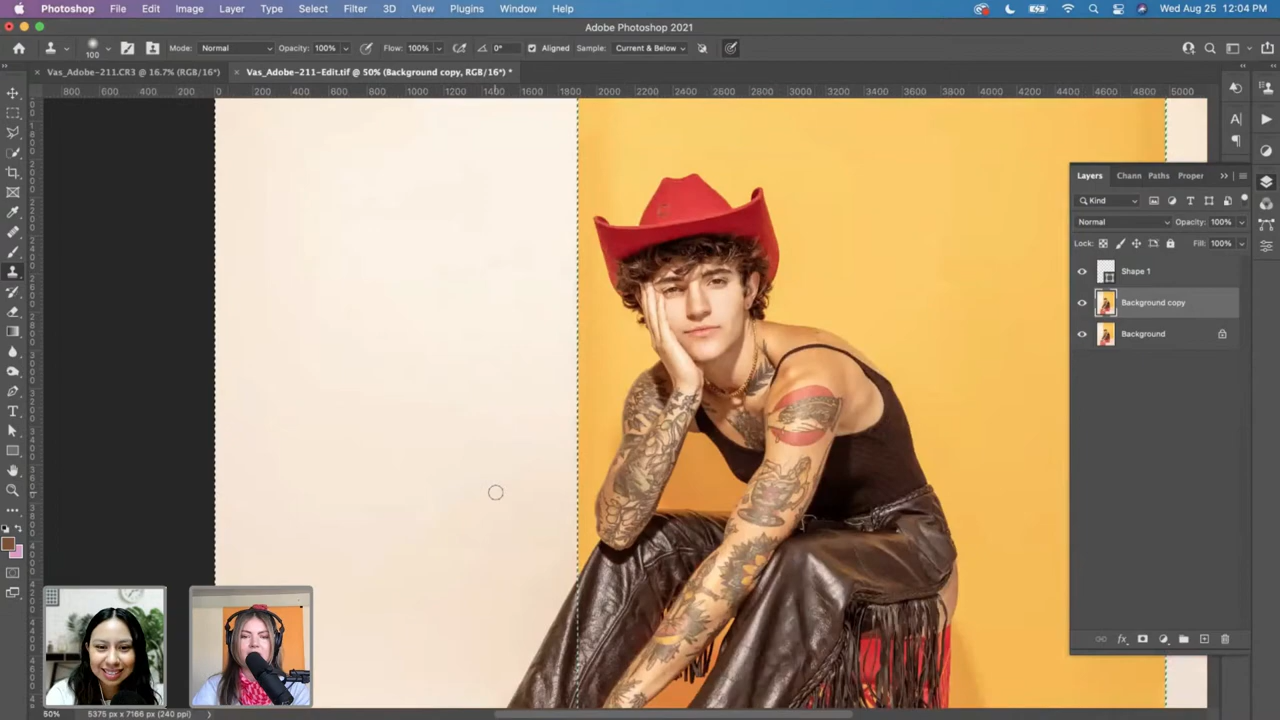 Photoshop File Edit Image Layer Type Select Filter 3D View Plugins Window Help Wed Aug 25 12:04 PM
Adobe Photoshop 2021
100 Mode: Normal Opacity: 100% Flow: 100% 0° Aligned Sample: Current & Below
× Vas_Adobe-211.CR3 @ 16.7% (RGB/16*) × Vas_Adobe-211-Edit.tif @ 50% (Background copy, RGB/16*) *
800 600 400 200 0 200 400 600 800 1000 1200 1400 1600 1800 2000 2200 2400 2600 2800 3000 3200 3400 3600 3800 4000 4200 4400 4600 4800 5000
Layers Chann Paths Proper
Kind
Normal Opacity: 100%
Lock: Fill: 100%
Shape 1
Background copy
Background
50% 5375 px x 7166 px (240 ppi)